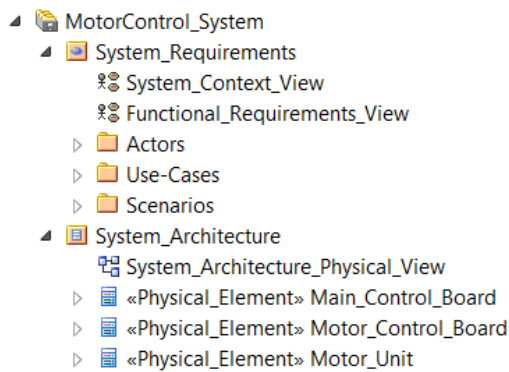 MotorControl_System
System_Requirements
System_Context_View
Functional_Requirements_View
Actors
Use-Cases
Scenarios
System_Architecture
System_Architecture_Physical_View
«Physical_Element» Main_Control_Board
«Physical_Element» Motor_Control_Board
«Physical_Element» Motor_Unit